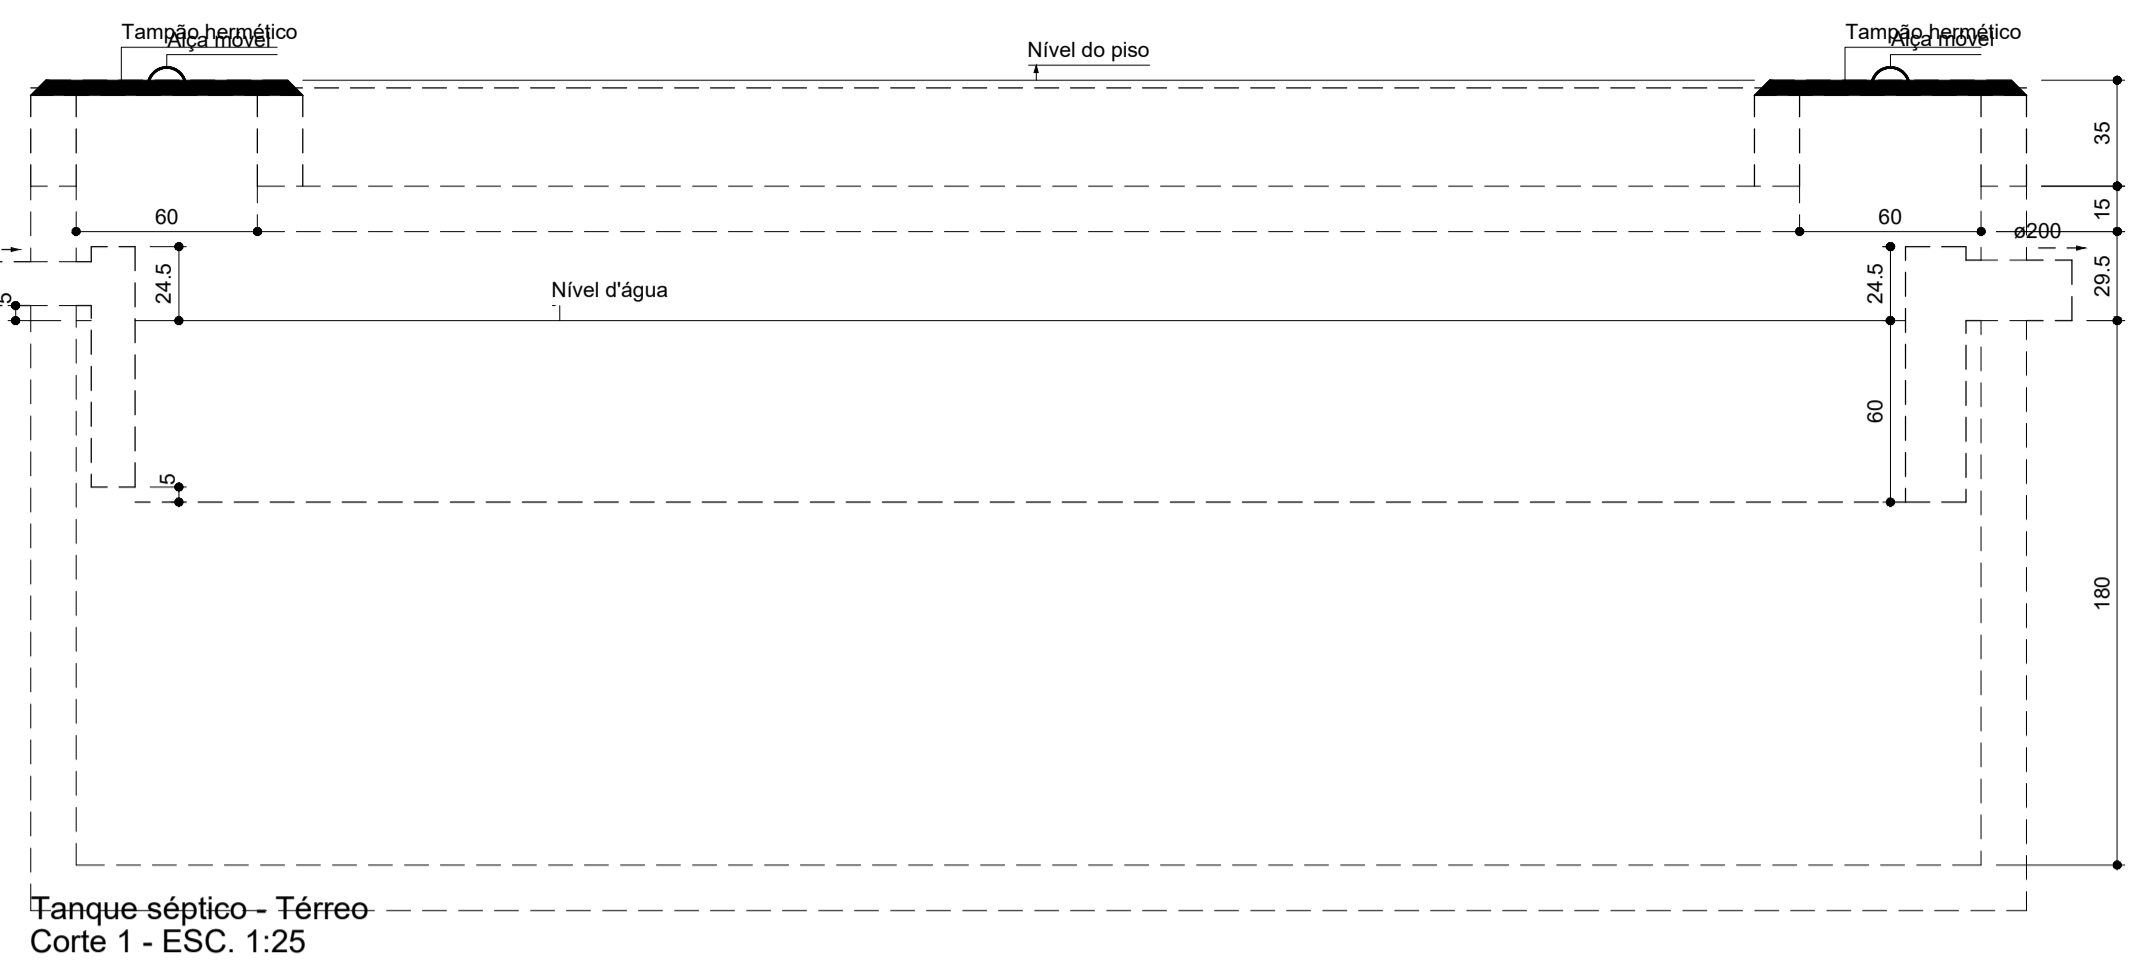 Tampão hermético
Alça móvel
Nível do piso
Tampão hermético
Alça móvel
35
15
60
60
ø200
24.5
24.5
29.5
Nível d'água
5
60
5
180
Tanque séptico - Térreo
Corte 1 - ESC. 1:25